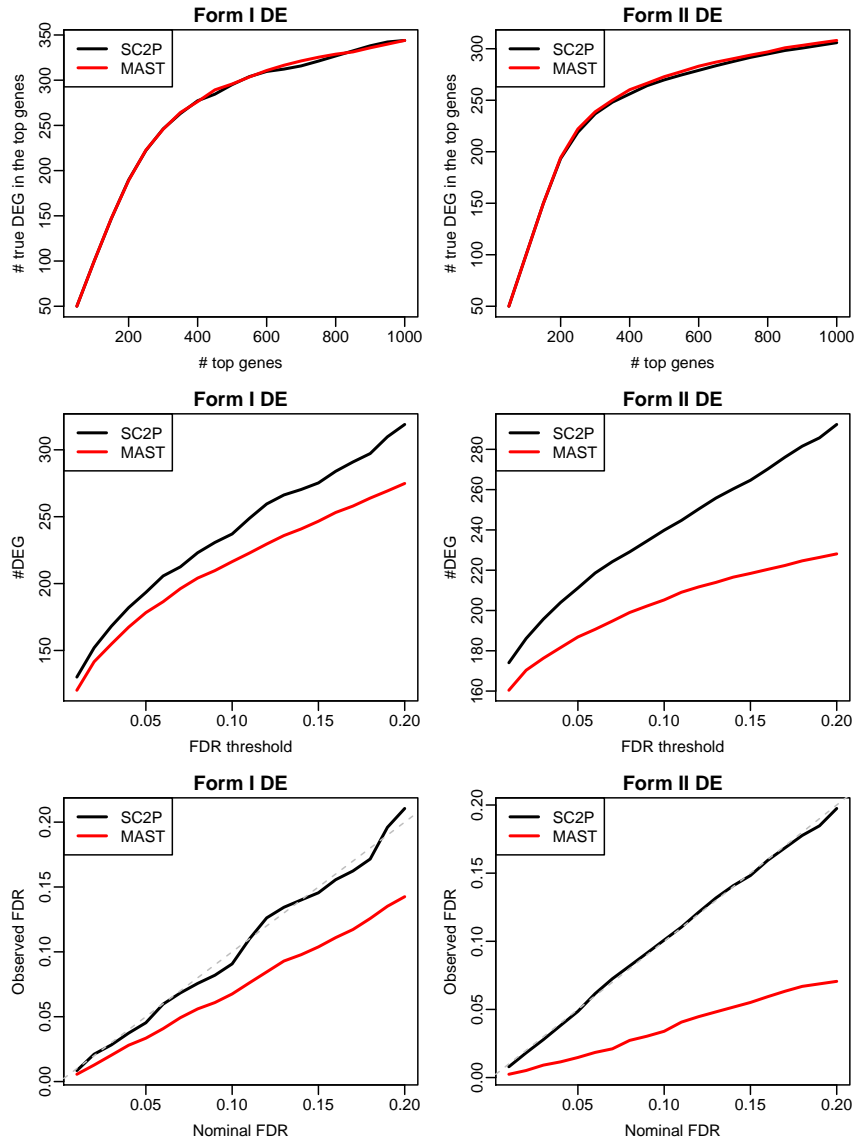 Form I DE
SC2P
MAST
# true DEG in the top genes
50 100 150 200 250 300 350
200 400 600 800 1000
# top genes
Form II DE
SC2P
MAST
# true DEG in the top genes
50 100 150 200 250 300
200 400 600 800 1000
# top genes
Form I DE
SC2P
MAST
#DEG
150 200 250 300
0.05 0.10 0.15 0.20
FDR threshold
Form II DE
SC2P
MAST
#DEG
160 180 200 220 240 260 280
0.05 0.10 0.15 0.20
FDR threshold
Form I DE
SC2P
MAST
Observed FDR
0.00 0.05 0.10 0.15 0.20
0.05 0.10 0.15 0.20
Nominal FDR
Form II DE
SC2P
MAST
Observed FDR
0.00 0.05 0.10 0.15 0.20
0.05 0.10 0.15 0.20
Nominal FDR